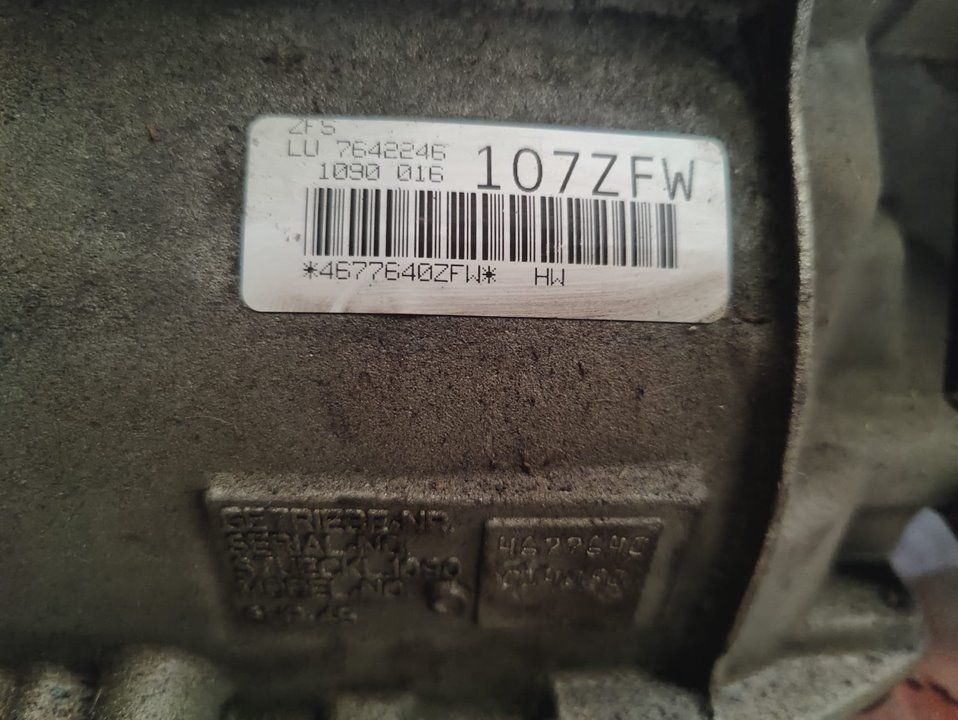 ZFS
LU 7642246
1090 016
107ZFW
*4677640ZFW* HW
GETRIEBE-NR.
SERIAL-NO.
STUECKL.1090
MODEL-NO.